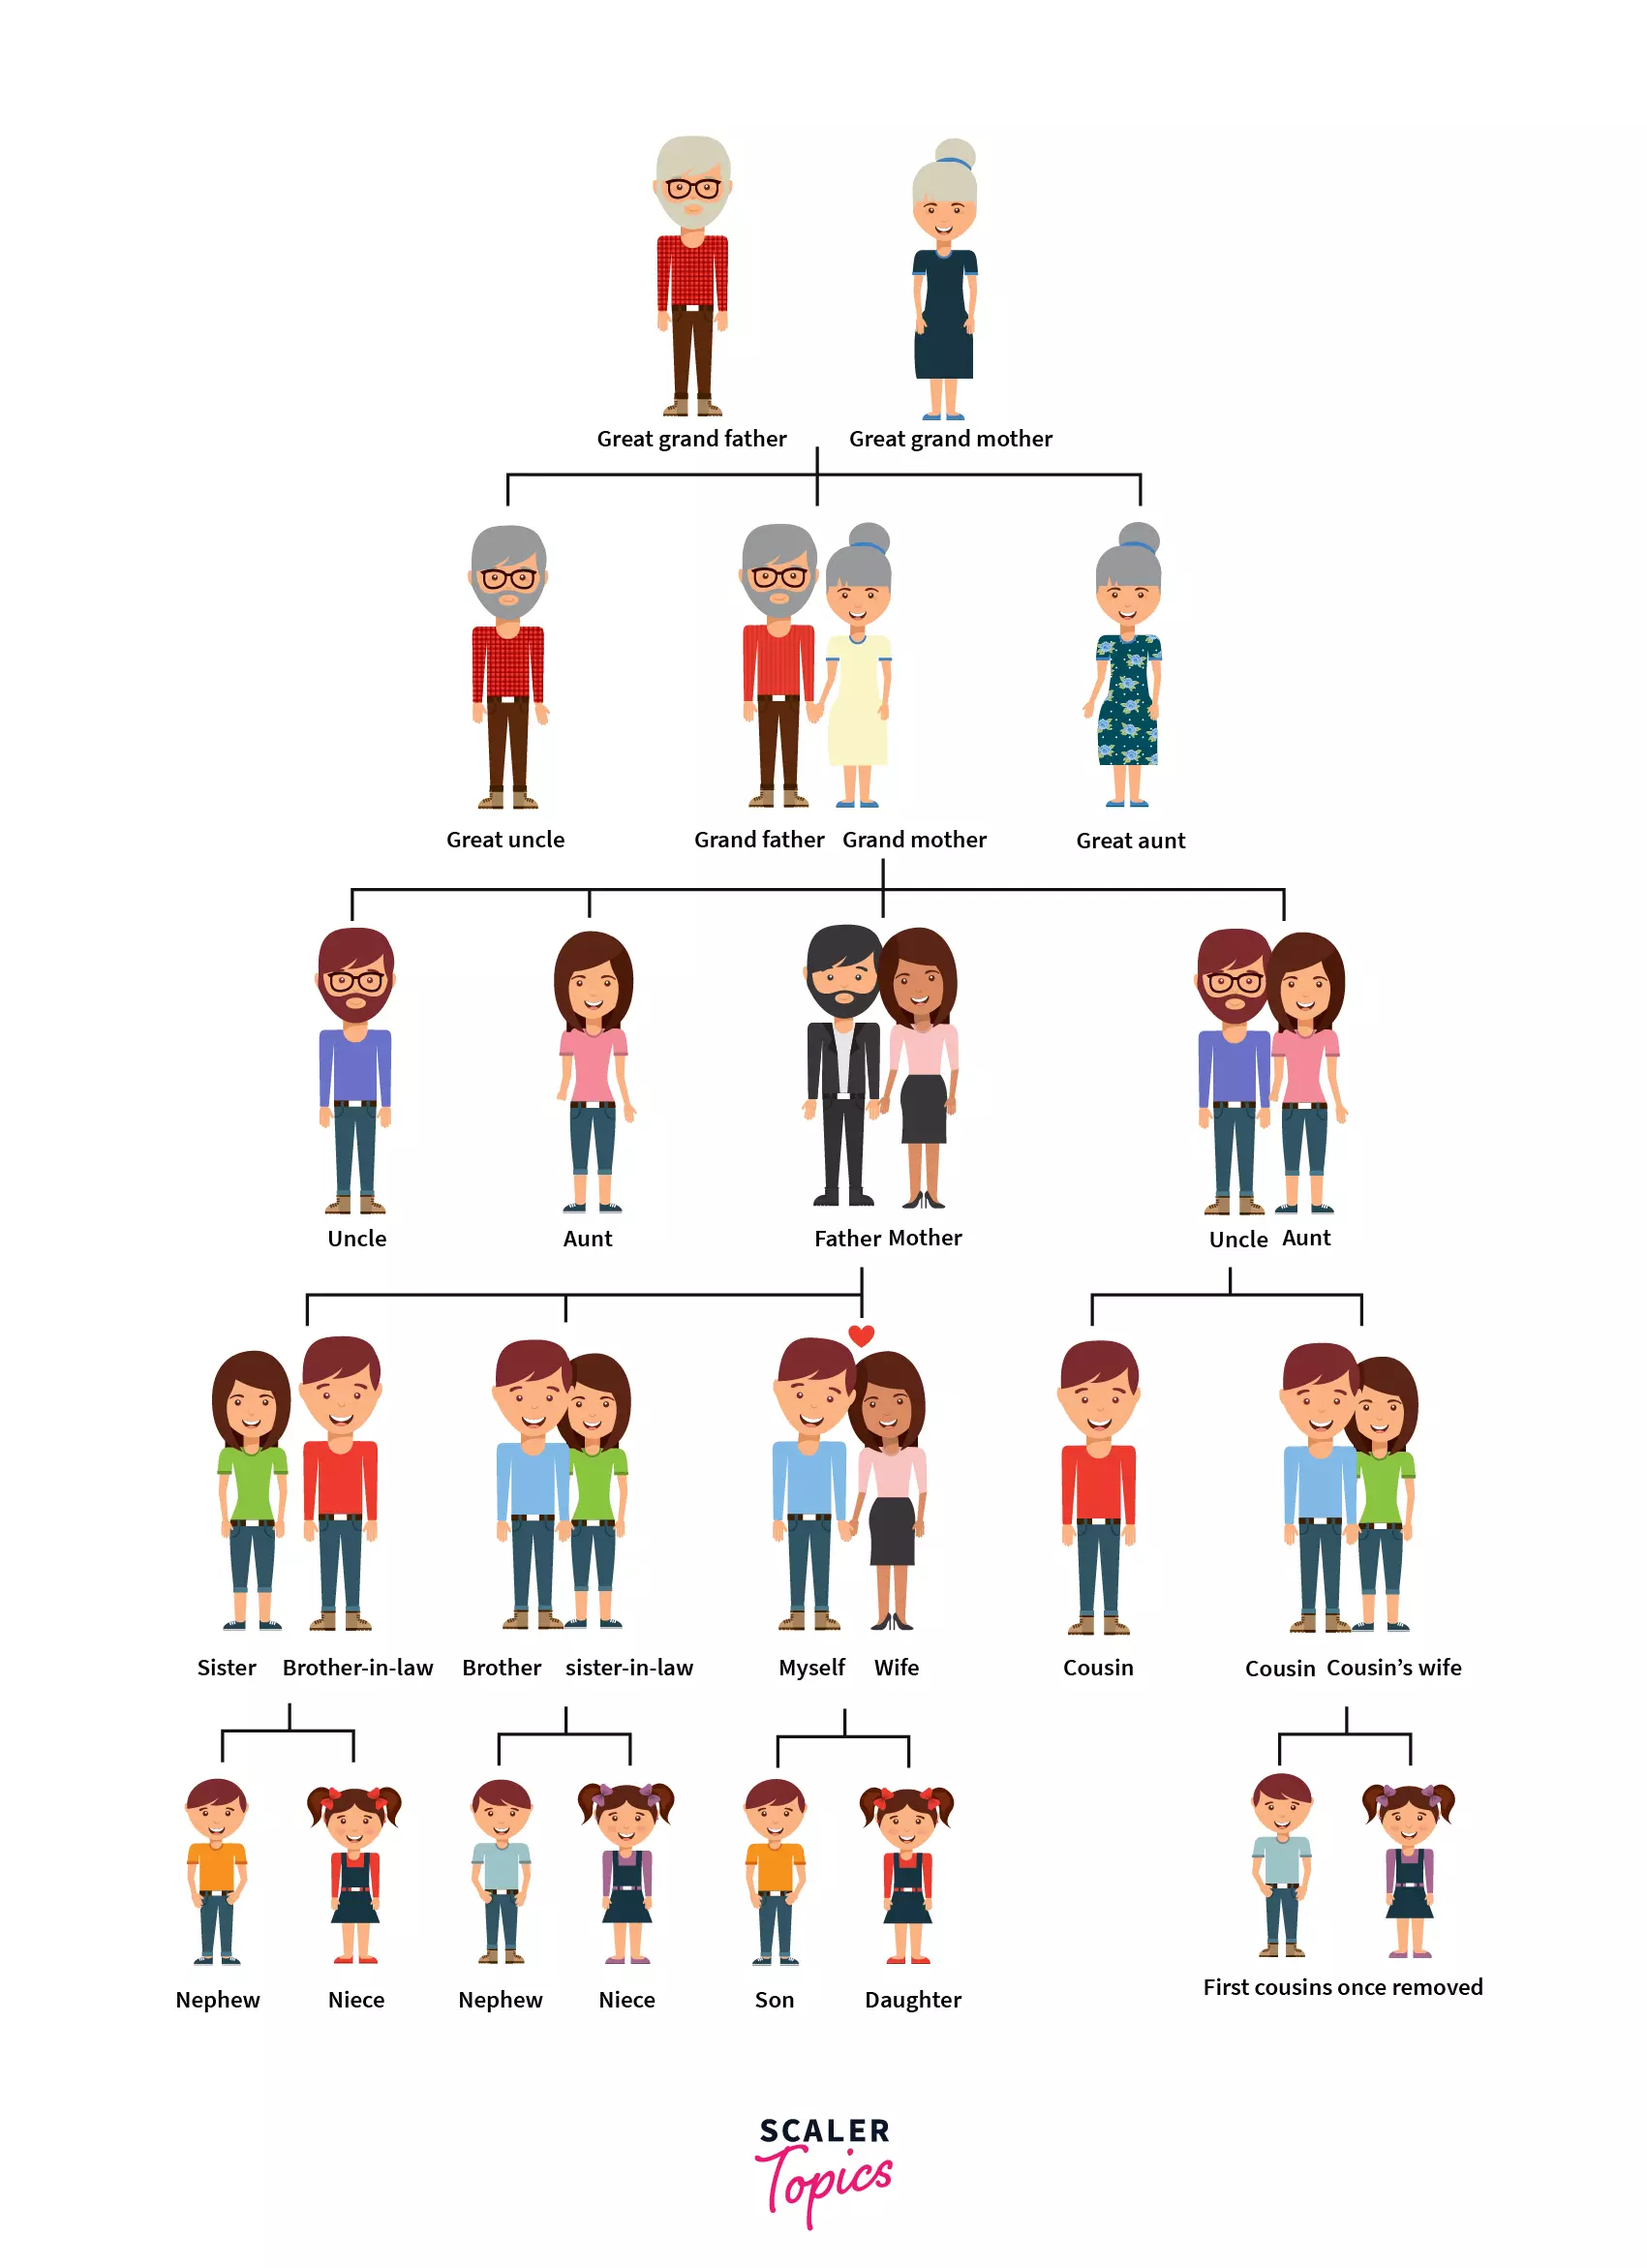 Great grand father Great grand mother
Great uncle Grand father Grand mother Great aunt
Uncle Aunt Father Mother Uncle Aunt
Sister Brother-in-law Brother sister-in-law Myself Wife Cousin Cousin Cousin's wife
Nephew Niece Nephew Niece Son Daughter First cousins once removed
SCALER
Topics